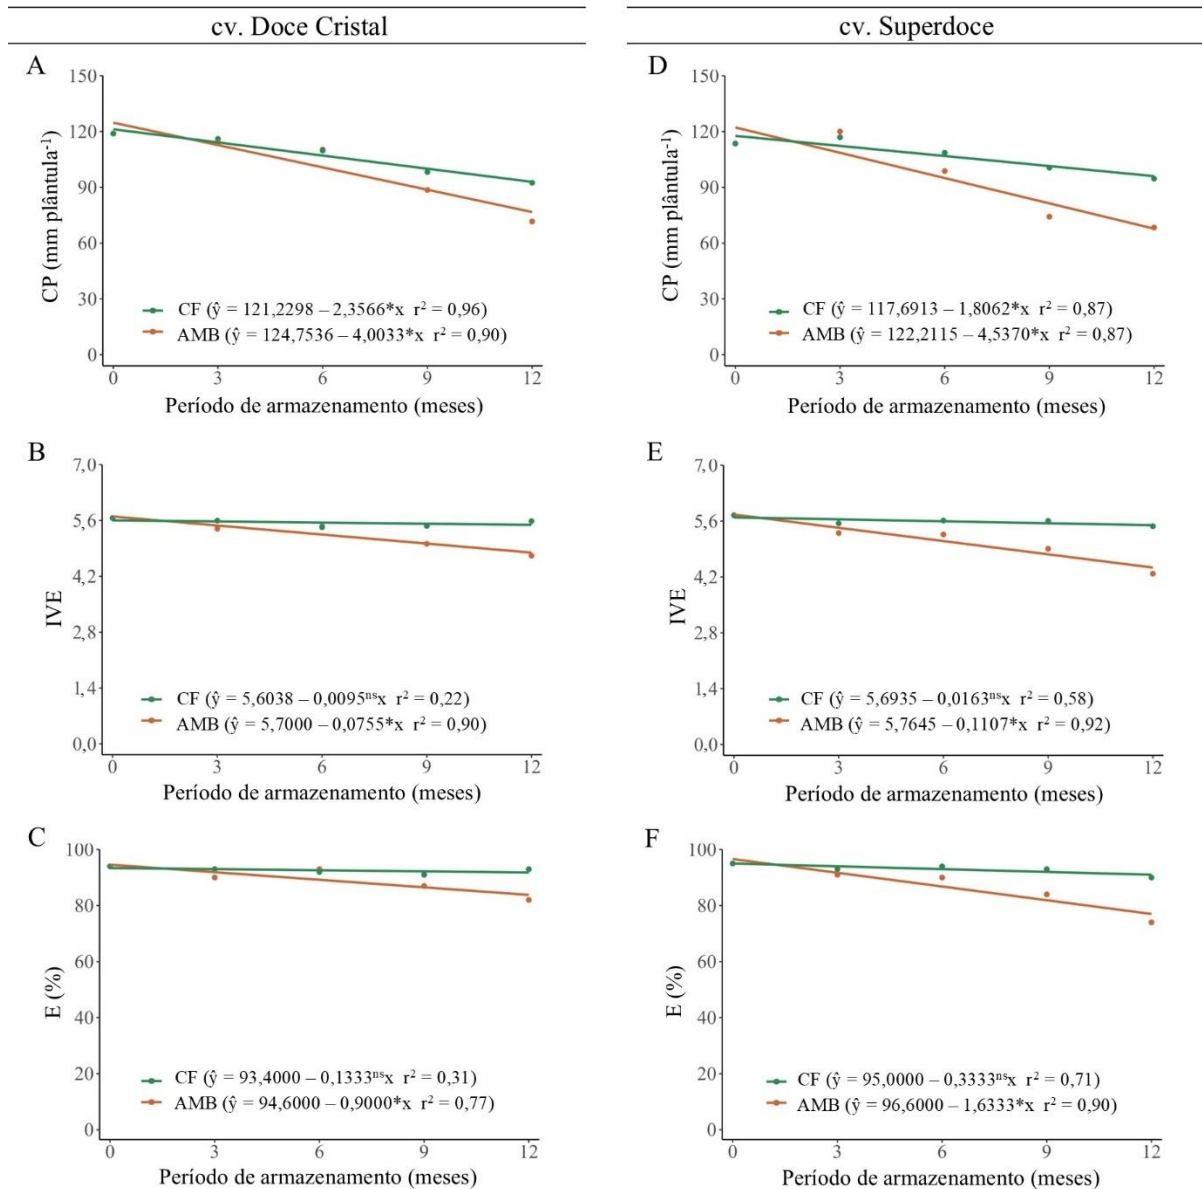 cv. Doce Cristal
cv. Superdoce
A
150
120
90
60
30
0
CP (mm plântula⁻¹)
CF (ŷ = 121,2298 – 2,3566*x r² = 0,96)
AMB (ŷ = 124,7536 – 4,0033*x r² = 0,90)
0 3 6 9 12
Período de armazenamento (meses)
D
150
120
90
60
30
0
CP (mm plântula⁻¹)
CF (ŷ = 117,6913 – 1,8062*x r² = 0,87)
AMB (ŷ = 122,2115 – 4,5370*x r² = 0,87)
0 3 6 9 12
Período de armazenamento (meses)
B
7,0
5,6
4,2
2,8
1,4
0,0
IVE
CF (ŷ = 5,6038 – 0,0095ⁿˢx r² = 0,22)
AMB (ŷ = 5,7000 – 0,0755*x r² = 0,90)
0 3 6 9 12
Período de armazenamento (meses)
E
7,0
5,6
4,2
2,8
1,4
0,0
IVE
CF (ŷ = 5,6935 – 0,0163ⁿˢx r² = 0,58)
AMB (ŷ = 5,7645 – 0,1107*x r² = 0,92)
0 3 6 9 12
Período de armazenamento (meses)
C
100
80
60
40
20
0
E (%)
CF (ŷ = 93,4000 – 0,1333ⁿˢx r² = 0,31)
AMB (ŷ = 94,6000 – 0,9000*x r² = 0,77)
0 3 6 9 12
Período de armazenamento (meses)
F
100
80
60
40
20
0
E (%)
CF (ŷ = 95,0000 – 0,3333ⁿˢx r² = 0,71)
AMB (ŷ = 96,6000 – 1,6333*x r² = 0,90)
0 3 6 9 12
Período de armazenamento (meses)